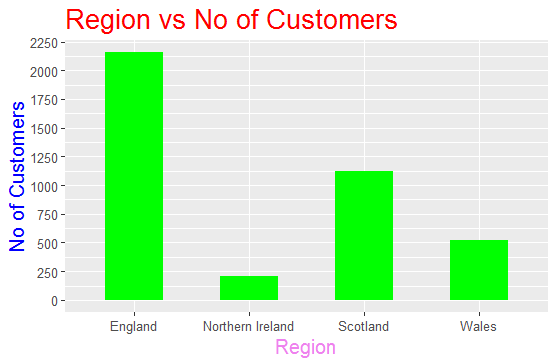 Region vs No of Customers
No of Customers
2250
2000
1750
1500
1250
1000
750
500
250
0
England Northern Ireland Scotland Wales
Region